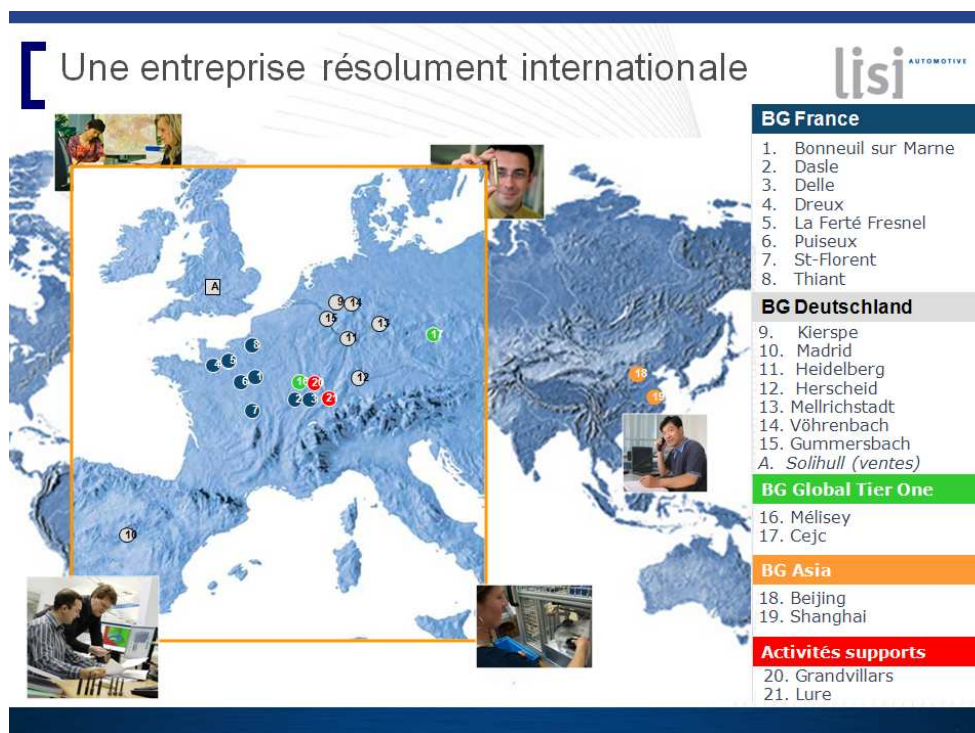 Une entreprise résolument internationale
lisi AUTOMOTIVE
BG France
1. Bonneuil sur Marne
2. Dasle
3. Delle
4. Dreux
5. La Ferté Fresnel
6. Puiseux
7. St-Florent
8. Thiant
BG Deutschland
9. Kierspe
10. Madrid
11. Heidelberg
12. Herscheid
13. Mellrichstadt
14. Vöhrenbach
15. Gummersbach
A. Solihull (ventes)
BG Global Tier One
16. Mélisey
17. Cejc
BG Asia
18. Beijing
19. Shanghai
Activités supports
20. Grandvillars
21. Lure
A
9 14
15 13
11
17
8
5
4
16 20
12
6 1
2 3 21
7
10
18
19